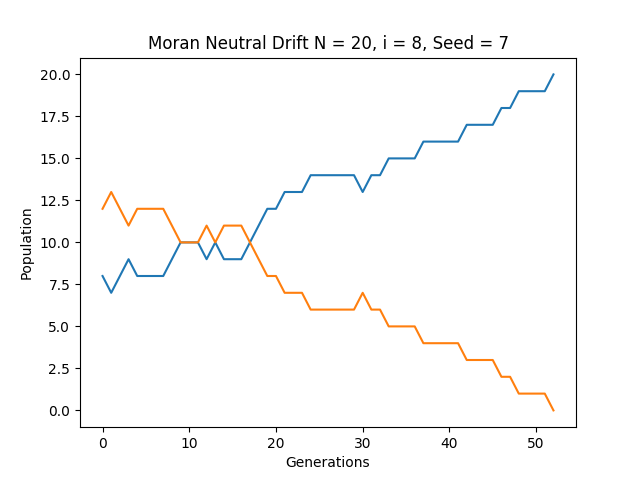 Moran Neutral Drift N = 20, i = 8, Seed = 7
Population
20.0
17.5
15.0
12.5
10.0
7.5
5.0
2.5
0.0
0 10 20 30 40 50
Generations